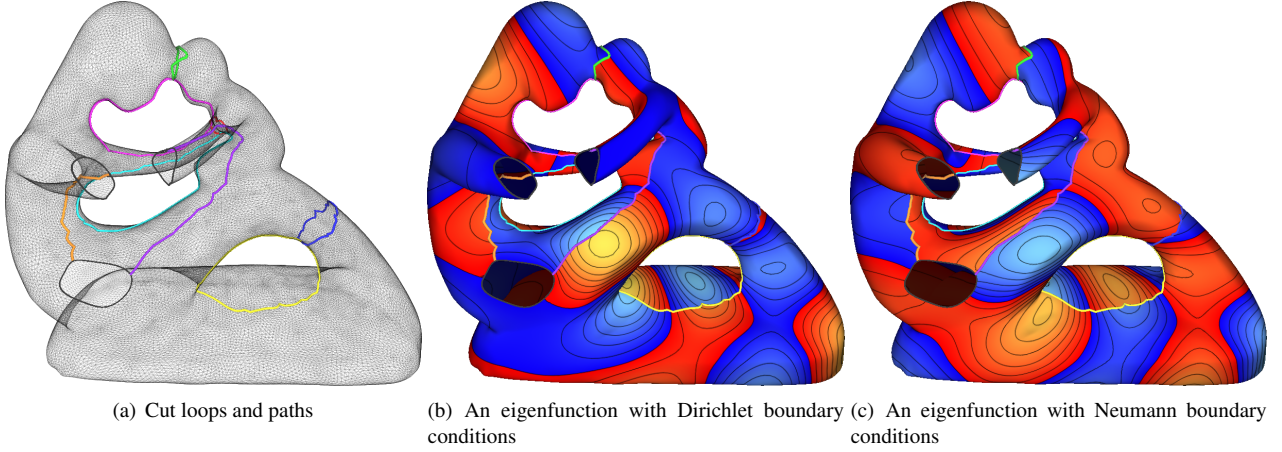 (a) Cut loops and paths
(b) An eigenfunction with Dirichlet boundary
conditions
(c) An eigenfunction with Neumann boundary
conditions